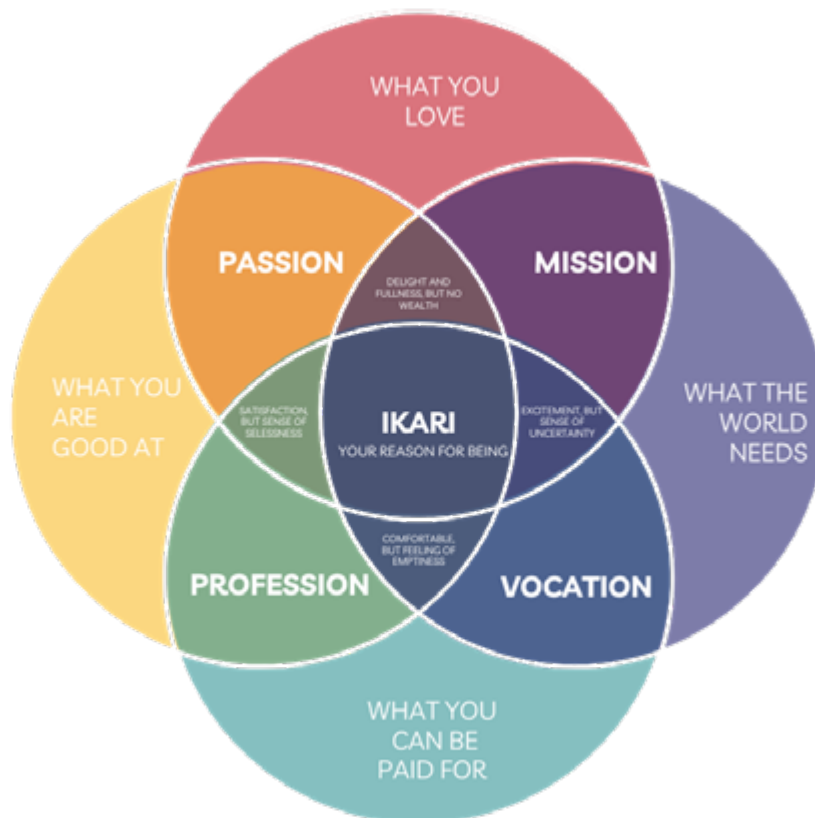 WHAT YOU
LOVE
PASSION
MISSION
DELIGHT AND
FULLNESS, BUT NO
WEALTH
WHAT YOU
ARE
GOOD AT
SATISFACTION,
BUT SENSE OF
SELESSNESS
IKARI
YOUR REASON FOR BEING
EXCITEMENT, BUT
SENSE OF
UNCERTAINTY
WHAT THE
WORLD
NEEDS
COMFORTABLE,
BUT FEELING OF
EMPTINESS
PROFESSION
VOCATION
WHAT YOU
CAN BE
PAID FOR